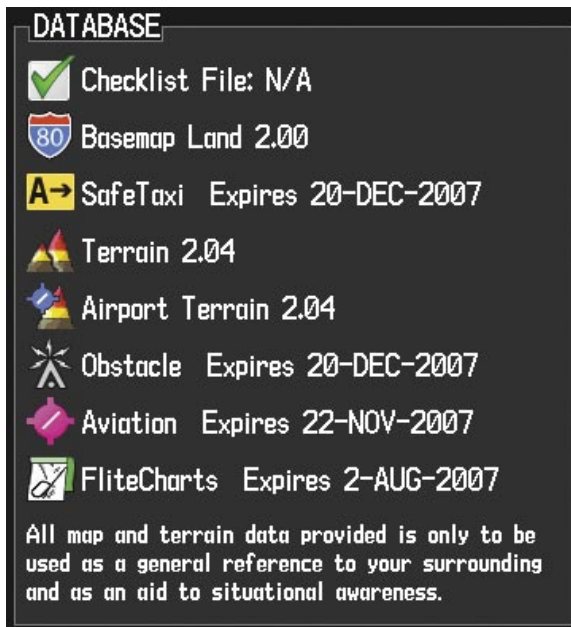 DATABASE
Checklist File: N/A
80 Basemap Land 2.00
A→ SafeTaxi Expires 20-DEC-2007
Terrain 2.04
Airport Terrain 2.04
Obstacle Expires 20-DEC-2007
Aviation Expires 22-NOV-2007
FliteCharts Expires 2-AUG-2007
All map and terrain data provided is only to be
used as a general reference to your surrounding
and as an aid to situational awareness.